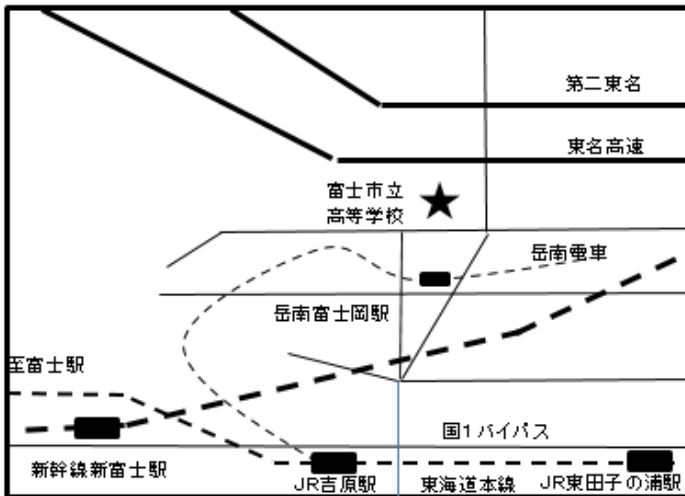 第二東名
東名高速
富士市立
高等学校
岳南電車
岳南富士岡駅
至富士駅
国1バイパス
新幹線新富士駅
JR吉原駅
東海道本線
JR東田子の浦駅